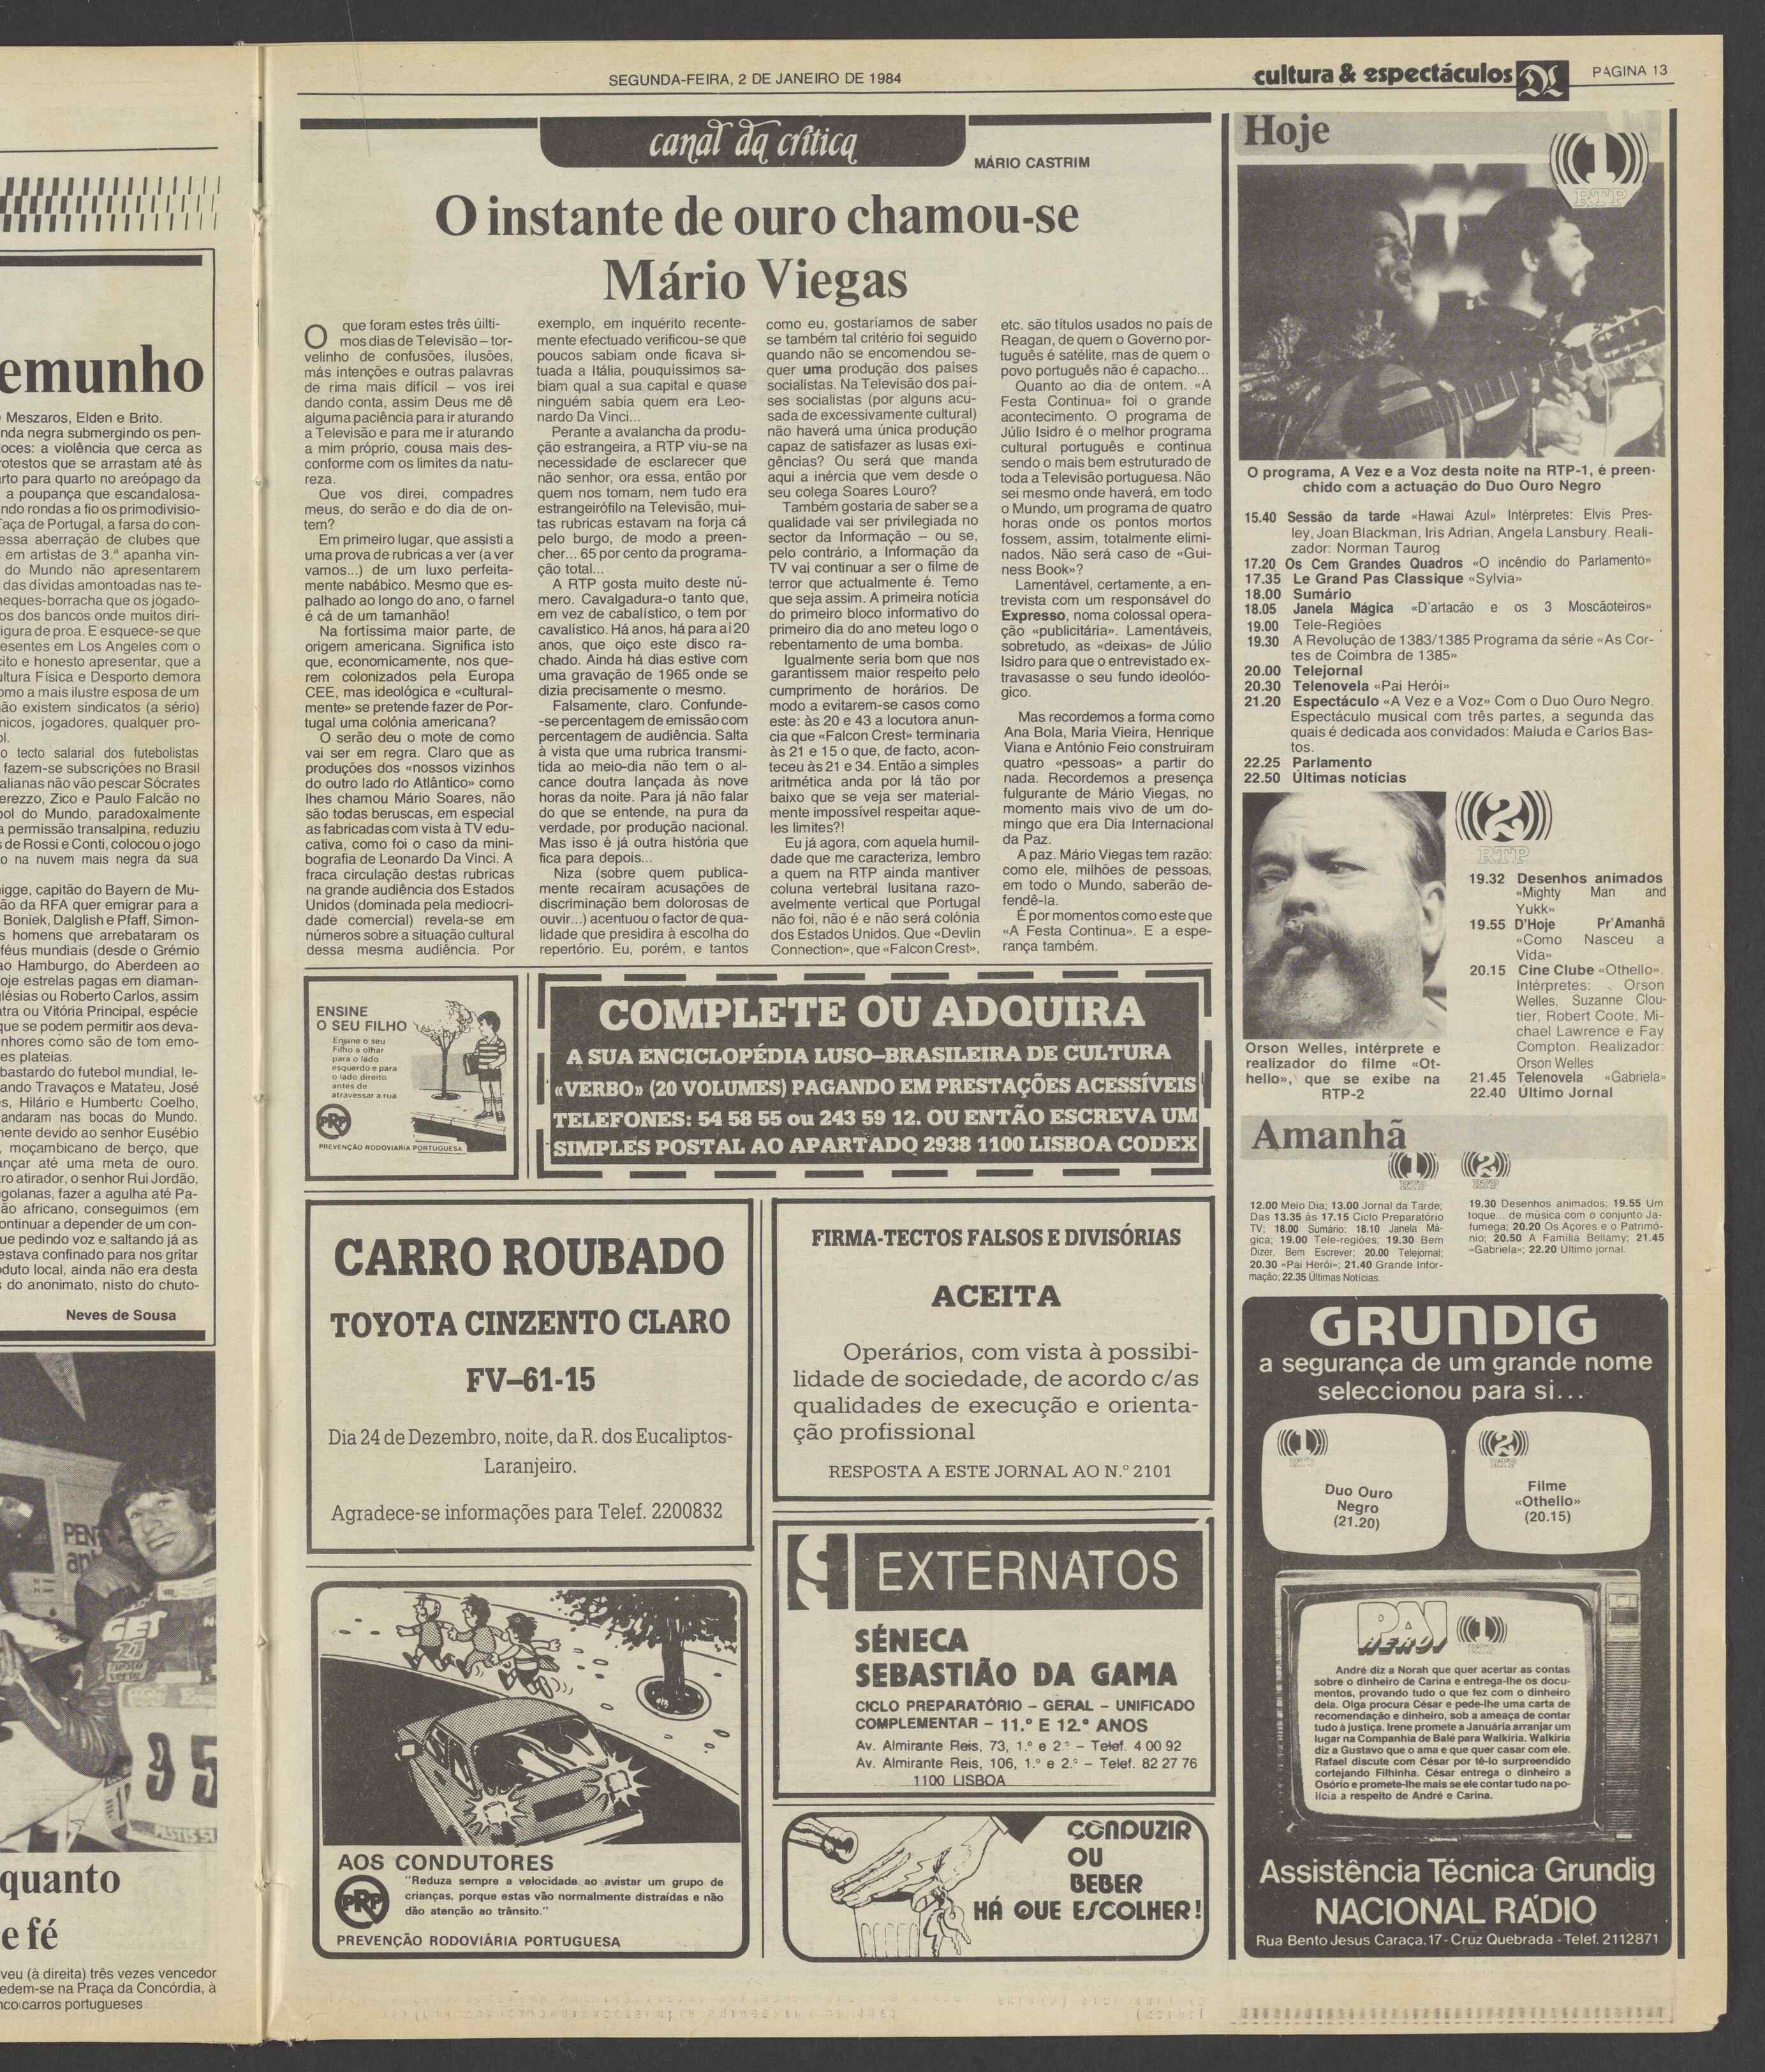 emunho
Meszaros, Elden e Brito.
nda negra submergindo os pen-
oces: a violência que cerca as
rotestos que se arrastam até às
arto para quarto no areópago da
a poupança que escandalosa-
ndo rondas a fio os primodivisio-
aça de Portugal, a farsa do con-
essa aberração de clubes que
em artistas de 3.ª apanha vin-
do Mundo não apresentarem
das dívidas amontoadas nas te-
heques-borracha que os jogado-
os dos bancos onde muitos diri-
igura de proa. E esquece-se que
esentes em Los Angeles com o
cito e honesto apresentar, que a
ultura Física e Desporto demora
omo a mais ilustre esposa de um
não existem sindicatos (a sério)
nicos, jogadores, qualquer pro-
ol.
o tecto salarial dos futebolistas
fazem-se subscrições no Brasil
alianas não vão pescar Sócrates
erezzo, Zico e Paulo Falcão no
bol do Mundo, paradoxalmente
a permissão transalpina, reduziu
s de Rossi e Conti, colocou o jogo
o na nuvem mais negra da sua
nigge, capitão do Bayern de Mu-
ão da RFA quer emigrar para a
Boniek, Dalglish e Pfaff, Simon-
s homens que arrebataram os
féus mundiais (desde o Grémio
ao Hamburgo, do Aberdeen ao
oje estrelas pagas em diaman-
glésias ou Roberto Carlos, assim
atra ou Vitória Principal, espécie
que se podem permitir aos deva-
nhores como são de tom emo-
es plateias.
bastardo do futebol mundial, le-
ando Travaços e Matateu, José
es, Hilário e Humberto Coelho,
andaram nas bocas do Mundo.
mente devido ao senhor Eusébio
, moçambicano de berço, que
ançar até uma meta de ouro.
ro atirador, o senhor Rui Jordão,
golanas, fazer a agulha até Pa-
ão africano, conseguimos (em
ontinuar a depender de um con-
ue pedindo voz e saltando já as
estava confinado para nos gritar
duto local, ainda não era desta
s do anonimato, nisto do chuto-
Neves de Sousa
95
quanto
e fé
veu (à direita) três vezes vencedor
edem-se na Praça da Concórdia, à
nco carros portugueses
SEGUNDA-FEIRA, 2 DE JANEIRO DE 1984
cultura & espectáculos DL
PÁGINA 13
canal da crítica
MÁRIO CASTRIM
O instante de ouro chamou-se
Mário Viegas
O que foram estes três úilti-
mos dias de Televisão — tor-
velinho de confusões, ilusões,
más intenções e outras palavras
de rima mais difícil — vos irei
dando conta, assim Deus me dê
alguma paciência para ir aturando
a Televisão e para me ir aturando
a mim próprio, cousa mais des-
conforme com os limites da natu-
reza.
Que vos direi, compadres
meus, do serão e do dia de on-
tem?
Em primeiro lugar, que assisti a
uma prova de rubricas a ver (a ver
vamos...) de um luxo perfeita-
mente nabábico. Mesmo que es-
palhado ao longo do ano, o farnel
é cá de um tamanhão!
Na fortíssima maior parte, de
origem americana. Significa isto
que, economicamente, nos que-
rem colonizados pela Europa
CEE, mas ideológica e «cultural-
mente» se pretende fazer de Por-
tugal uma colónia americana?
O serão deu o mote de como
vai ser em regra. Claro que as
produções dos «nossos vizinhos
do outro lado do Atlântico» como
lhes chamou Mário Soares, não
são todas beruscas, em especial
as fabricadas com vista à TV edu-
cativa, como foi o caso da mini-
bografia de Leonardo Da Vinci. A
fraca circulação destas rubricas
na grande audiência dos Estados
Unidos (dominada pela mediocri-
dade comercial) revela-se em
números sobre a situação cultural
dessa mesma audiência. Por
exemplo, em inquérito recente-
mente efectuado verificou-se que
poucos sabiam onde ficava si-
tuada a Itália, pouquíssimos sa-
biam qual a sua capital e quase
ninguém sabia quem era Leo-
nardo Da Vinci...
Perante a avalancha da produ-
ção estrangeira, a RTP viu-se na
necessidade de esclarecer que
não senhor, ora essa, então por
quem nos tomam, nem tudo era
estrangeirófilo na Televisão, mui-
tas rubricas estavam na forja cá
pelo burgo, de modo a preen-
cher... 65 por cento da programa-
ção total...
A RTP gosta muito deste nú-
mero. Cavalgadura-o tanto que,
em vez de cabalístico, o tem por
cavalístico. Há anos, há para aí 20
anos, que oiço este disco ra-
chado. Ainda há dias estive com
uma gravação de 1965 onde se
dizia precisamente o mesmo.
Falsamente, claro. Confunde-
-se percentagem de emissão com
percentagem de audiência. Salta
à vista que uma rubrica transmi-
tida ao meio-dia não tem o al-
cance doutra lançada às nove
horas da noite. Para já não falar
do que se entende, na pura da
verdade, por produção nacional.
Mas isso é já outra história que
fica para depois...
Niza (sobre quem publica-
mente recaíram acusações de
discriminação bem dolorosas de
ouvir...) acentuou o factor de qua-
lidade que presidira à escolha do
repertório. Eu, porém, e tantos
como eu, gostaríamos de saber
se também tal critério foi seguido
quando não se encomendou se-
quer uma produção dos países
socialistas. Na Televisão dos paí-
ses socialistas (por alguns acu-
sada de excessivamente cultural)
não haverá uma única produção
capaz de satisfazer as lusas exi-
gências? Ou será que manda
aqui a inércia que vem desde o
seu colega Soares Louro?
Também gostaria de saber se a
qualidade vai ser privilegiada no
sector da Informação — ou se,
pelo contrário, a Informação da
TV vai continuar a ser o filme de
terror que actualmente é. Temo
que seja assim. A primeira notícia
do primeiro bloco informativo do
primeiro dia do ano meteu logo o
rebentamento de uma bomba.
Igualmente seria bom que nos
garantissem maior respeito pelo
cumprimento de horários. De
modo a evitarem-se casos como
este: às 20 e 43 a locutora anun-
cia que «Falcon Crest» terminaria
às 21 e 15 o que, de facto, acon-
teceu às 21 e 34. Então a simples
aritmética anda por lá tão por
baixo que se veja ser material-
mente impossível respeitar aque-
les limites?!
Eu já agora, com aquela humil-
dade que me caracteriza, lembro
a quem na RTP ainda mantiver
coluna vertebral lusitana razo-
avelmente vertical que Portugal
não foi, não é e não será colónia
dos Estados Unidos. Que «Devlin
Connection», que «Falcon Crest»,
etc. são títulos usados no país de
Reagan, de quem o Governo por-
tuguês é satélite, mas de quem o
povo português não é capacho...
Quanto ao dia de ontem. «A
Festa Continua» foi o grande
acontecimento. O programa de
Júlio Isidro é o melhor programa
cultural português e continua
sendo o mais bem estruturado de
toda a Televisão portuguesa. Não
sei mesmo onde haverá, em todo
o Mundo, um programa de quatro
horas onde os pontos mortos
fossem, assim, totalmente elimi-
nados. Não será caso de «Gui-
ness Book»?
Lamentável, certamente, a en-
trevista com um responsável do
Expresso, numa colossal opera-
ção «publicitária». Lamentáveis,
sobretudo, as «deixas» de Júlio
Isidro para que o entrevistado ex-
travasasse o seu fundo ideolóo-
gico.
Mas recordemos a forma como
Ana Bola, Maria Vieira, Henrique
Viana e António Feio construiram
quatro «pessoas» a partir do
nada. Recordemos a presença
fulgurante de Mário Viegas, no
momento mais vivo de um do-
mingo que era Dia Internacional
da Paz.
A paz. Mário Viegas tem razão:
como ele, milhões de pessoas,
em todo o Mundo, saberão de-
fendê-la.
É por momentos como este que
«A Festa Continua». E a espe-
rança também.
ENSINE
O SEU FILHO
Ensine o seu
Filho a olhar
para o lado
esquerdo e para
o lado direito
antes de
atravessar a rua
PRP
PREVENÇÃO RODOVIARIA PORTUGUESA
COMPLETE OU ADQUIRA
A SUA ENCICLOPÉDIA LUSO–BRASILEIRA DE CULTURA
«VERBO» (20 VOLUMES) PAGANDO EM PRESTAÇÕES ACESSÍVEIS
TELEFONES: 54 58 55 ou 243 59 12. OU ENTÃO ESCREVA UM
SIMPLES POSTAL AO APARTADO 2938 1100 LISBOA CODEX
CARRO ROUBADO
TOYOTA CINZENTO CLARO
FV–61-15
Dia 24 de Dezembro, noite, da R. dos Eucaliptos-
Laranjeiro.
Agradece-se informações para Telef. 2200832
FIRMA-TECTOS FALSOS E DIVISÓRIAS
ACEITA
Operários, com vista à possibi-
lidade de sociedade, de acordo c/as
qualidades de execução e orienta-
ção profissional
RESPOSTA A ESTE JORNAL AO N.º 2101
EXTERNATOS
SÉNECA
SEBASTIÃO DA GAMA
CICLO PREPARATÓRIO – GERAL – UNIFICADO
COMPLEMENTAR – 11.º E 12.º ANOS
Av. Almirante Reis, 73, 1.º e 2.º – Telef. 4 00 92
Av. Almirante Reis, 106, 1.º e 2.º – Telef. 82 27 76
1100 LISBOA
AOS CONDUTORES
PRP
"Reduza sempre a velocidade ao avistar um grupo de
crianças, porque estas vão normalmente distraídas e não
dão atenção ao trânsito."
PREVENÇÃO RODOVIÁRIA PORTUGUESA
CONDUZIR
OU
BEBER
HÁ QUE ESCOLHER!
Hoje
1
RTP
O programa, A Vez e a Voz desta noite na RTP-1, é preen-
chido com a actuação do Duo Ouro Negro
15.40 Sessão da tarde «Hawai Azul» Intérpretes: Elvis Pres-
ley, Joan Blackman, Iris Adrian, Angela Lansbury. Reali-
zador: Norman Taurog
17.20 Os Cem Grandes Quadros «O incêndio do Parlamento»
17.35 Le Grand Pas Classique «Sylvia»
18.00 Sumário
18.05 Janela Mágica «D'artacão e os 3 Moscãoteiros»
19.00 Tele-Regiões
19.30 A Revolução de 1383/1385 Programa da série «As Cor-
tes de Coimbra de 1385»
20.00 Telejornal
20.30 Telenovela «Pai Herói»
21.20 Espectáculo «A Vez e a Voz» Com o Duo Ouro Negro.
Espectáculo musical com três partes, a segunda das
quais é dedicada aos convidados: Maluda e Carlos Bas-
tos.
22.25 Parlamento
22.50 Últimas notícias
2
RTP
Orson Welles, intérprete e
realizador do filme «Ot-
hello», que se exibe na
RTP-2
19.32 Desenhos animados
«Mighty Man and
Yukk»
19.55 D'Hoje Pr'Amanhã
«Como Nasceu a
Vida»
20.15 Cine Clube «Othello».
Intérpretes: Orson
Welles, Suzanne Clou-
tier, Robert Coote, Mi-
chael Lawrence e Fay
Compton. Realizador:
Orson Welles
21.45 Telenovela «Gabriela»
22.40 Último Jornal
Amanhã
1
RTP
2
RTP
12.00 Meio Dia; 13.00 Jornal da Tarde;
Das 13.35 às 17.15 Ciclo Preparatório
TV; 18.00 Sumário; 18.10 Janela Má-
gica; 19.00 Tele-regiões; 19.30 Bem
Dizer, Bem Escrever; 20.00 Telejornal;
20.30 «Pai Herói»; 21.40 Grande Infor-
mação; 22.35 Últimas Notícias.
19.30 Desenhos animados; 19.55 Um
toque... de música com o conjunto Ja-
fumega; 20.20 Os Açores e o Patrimó-
nio; 20.50 A Família Bellamy; 21.45
«Gabriela»; 22.20 Último jornal.
GRUNDIG
a segurança de um grande nome
seleccionou para si...
1
RTP
Duo Ouro
Negro
(21.20)
2
RTP
Filme
«Othello»
(20.15)
PAI
HERÓI
1
RTP
André diz a Norah que quer acertar as contas
sobre o dinheiro de Carina e entrega-lhe os docu-
mentos, provando tudo o que fez com o dinheiro
dela. Olga procura César e pede-lhe uma carta de
recomendação e dinheiro, sob a ameaça de contar
tudo à justiça. Irene promete a Januária arranjar um
lugar na Companhia de Balé para Walkiria. Walkiria
diz a Gustavo que o ama e que quer casar com ele.
Rafael discute com César por tê-lo surpreendido
cortejando Filhinha. César entrega o dinheiro a
Osório e promete-lhe mais se ele contar tudo na po-
lícia a respeito de André e Carina.
Assistência Técnica Grundig
NACIONAL RÁDIO
Rua Bento Jesus Caraça, 17 - Cruz Quebrada - Telef. 2112871